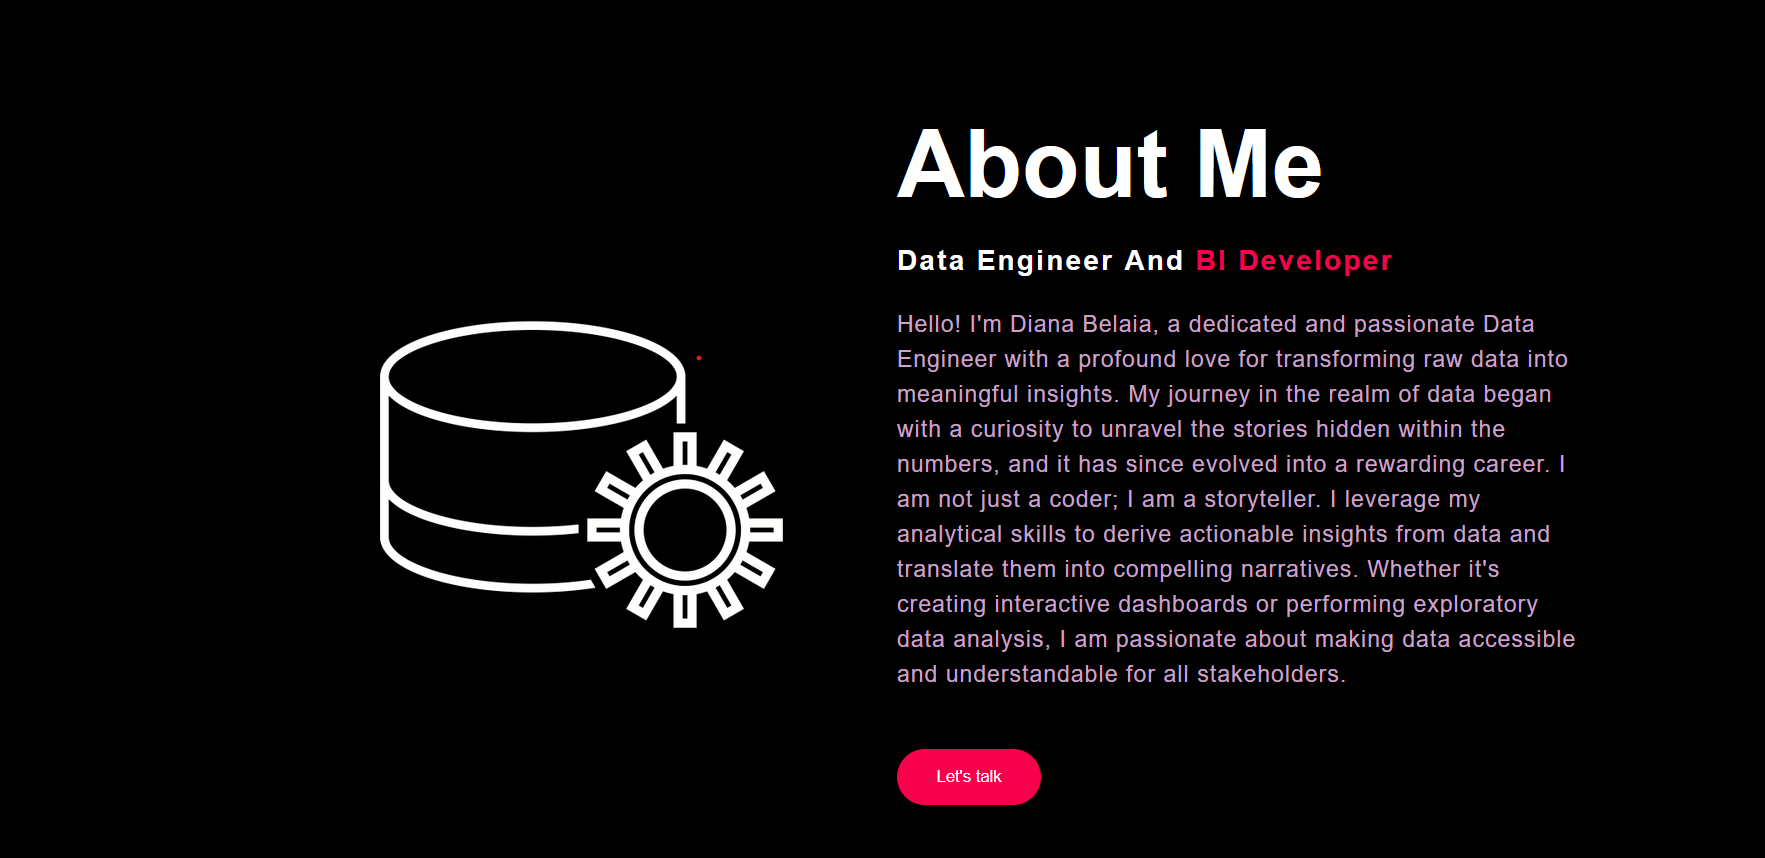 About Me
Data Engineer And BI Developer
Hello! I'm Diana Belaia, a dedicated and passionate Data
Engineer with a profound love for transforming raw data into
meaningful insights. My journey in the realm of data began
with a curiosity to unravel the stories hidden within the
numbers, and it has since evolved into a rewarding career. I
am not just a coder; I am a storyteller. I leverage my
analytical skills to derive actionable insights from data and
translate them into compelling narratives. Whether it's
creating interactive dashboards or performing exploratory
data analysis, I am passionate about making data accessible
and understandable for all stakeholders.
Let's talk